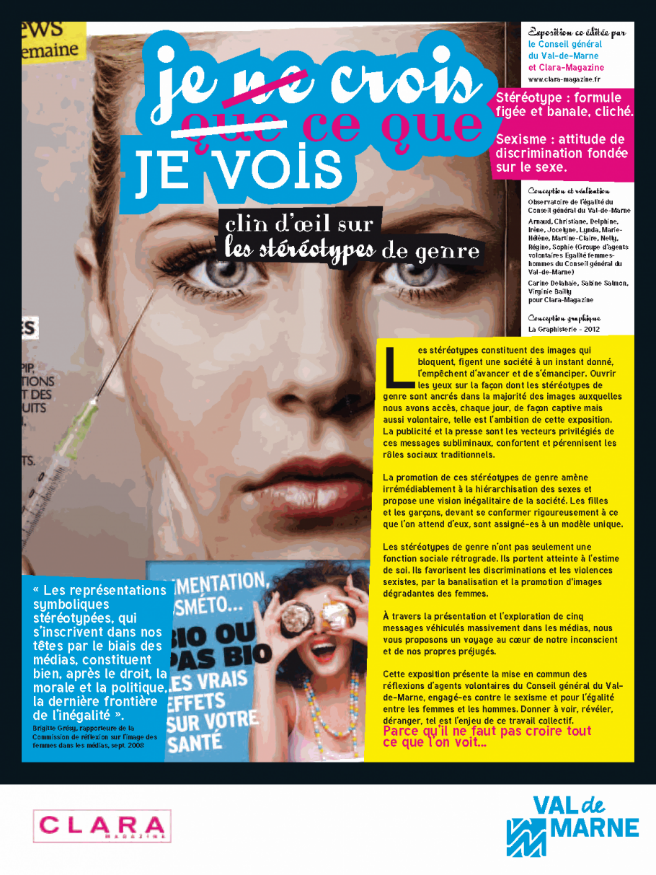 EWS
emaine
je ne crois
que ce que
JE VOIS
clin d'œil sur
les stéréotypes de genre
Exposition co éditée par
le Conseil général
du Val-de-Marne
et Clara-Magazine
www.clara-magazine.fr
Stéréotype : formule
figée et banale, cliché.
Sexisme : attitude de
discrimination fondée
sur le sexe.
Conception et réalisation
Observatoire de l'égalité du
Conseil général du Val-de-Marne
Arnaud, Christiane, Delphine,
Irène, Jocelyne, Lynda, Marie-
Hélène, Martine-Claire, Nelly,
Régine, Sophie (Groupe d'agents
volontaires Egalité femmes-
hommes du Conseil général du
Val-de-Marne)
Carine Delahaie, Sabine Salmon,
Virginie Bailly
pour Clara-Magazine
Conception graphique
La Graphisterie - 2012
ES
PIP,
TIONS
T DES
UITS
TS.
Les stéréotypes constituent des images qui
bloquent, figent une société à un instant donné,
l'empêchent d'avancer et de s'émanciper. Ouvrir
les yeux sur la façon dont les stéréotypes de
genre sont ancrés dans la majorité des images auxquelles
nous avons accès, chaque jour, de façon captive mais
aussi volontaire, telle est l'ambition de cette exposition.
La publicité et la presse sont les vecteurs privilégiés de
ces messages subliminaux, confortent et pérennisent les
rôles sociaux traditionnels.
La promotion de ces stéréotypes de genre amène
irrémédiablement à la hiérarchisation des sexes et
propose une vision inégalitaire de la société. Les filles
et les garçons, devant se conformer rigoureusement à ce
que l'on attend d'eux, sont assigné-es à un modèle unique.
Les stéréotypes de genre n'ont pas seulement une
fonction sociale rétrograde. Ils portent atteinte à l'estime
de soi. Ils favorisent les discriminations et les violences
sexistes, par la banalisation et la promotion d'images
dégradantes des femmes.
À travers la présentation et l'exploration de cinq
messages véhiculés massivement dans les médias, nous
vous proposons un voyage au cœur de notre inconscient
et de nos propres préjugés.
Cette exposition présente la mise en commun des
réflexions d'agents volontaires du Conseil général du Val-
de-Marne, engagé-es contre le sexisme et pour l'égalité
entre les femmes et les hommes. Donner à voir, révéler,
déranger, tel est l'enjeu de ce travail collectif.
Parce qu'il ne faut pas croire tout
ce que l'on voit...
« Les représentations
symboliques
stéréotypées, qui
s'inscrivent dans nos
têtes par le biais des
médias, constituent
bien, après le droit, la
morale et la politique,
la dernière frontière
de l'inégalité ».
Brigitte Grésy, rapporteure de la
Commission de réflexion sur l'image des
femmes dans les médias, sept. 2008
IMENTATION,
OSMÉTO...
BIO OU
PAS BIO
LES VRAIS
EFFETS
SUR VOTRE
SANTÉ
CLARA
MAGAZINE
VAL de
MARNE